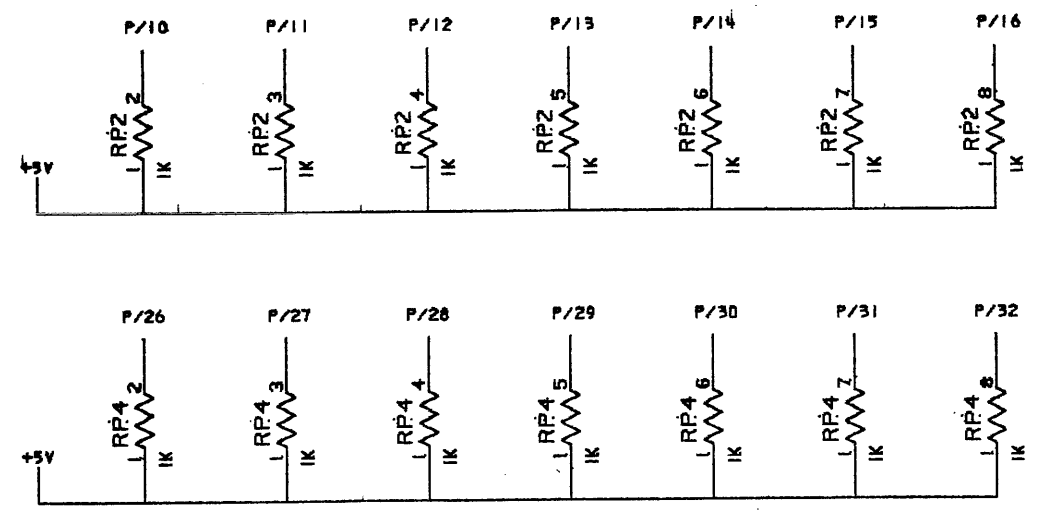 P/10 P/11 P/12 P/13 P/14 P/15 P/16
2 3 4 5 6 7 8
RP2 RP2 RP2 RP2 RP2 RP2 RP2
+5V 1 1K 1 1K 1 1K 1 1K 1 1K 1 1K 1 1K
P/26 P/27 P/28 P/29 P/30 P/31 P/32
2 3 4 5 6 7 8
RP4 RP4 RP4 RP4 RP4 RP4 RP4
+5V 1 1K 1 1K 1 1K 1 1K 1 1K 1 1K 1 1K